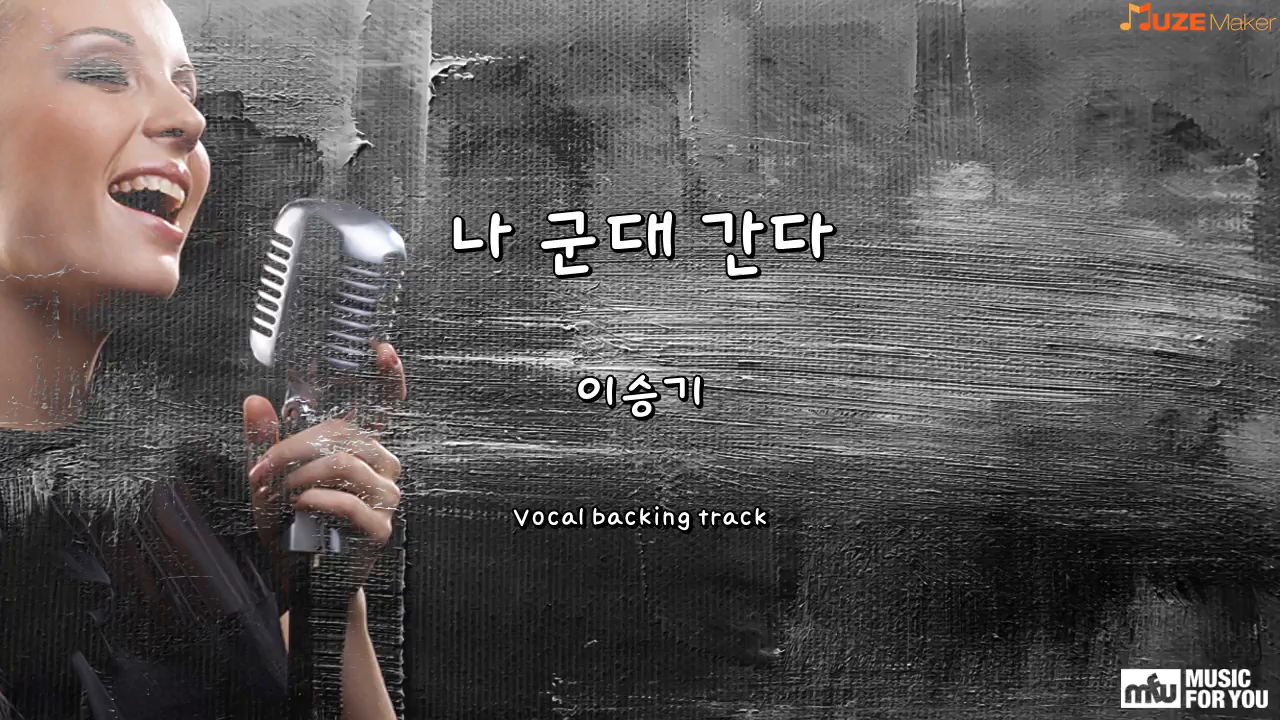 MUZE Maker
나 군대 간다
이승기
Vocal backing track
mfu MUSIC
FOR YOU